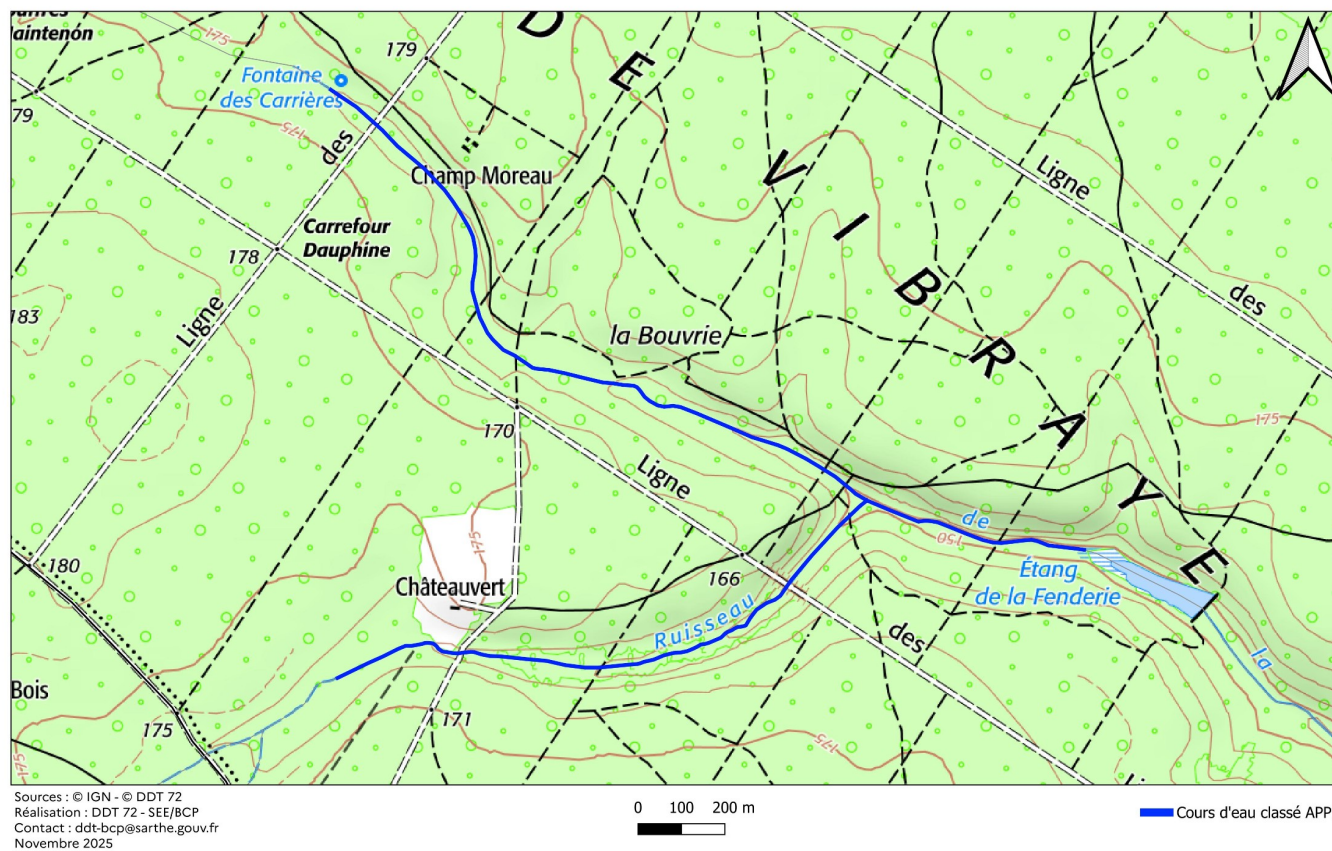 aintenon
179
175
D
E
Fontaine
des Carrières
79
175
des
Champ Moreau
V
Ligne
Carrefour
Dauphine
178
I
B
des
183
Ligne
la Bouvrie
R
A
175
170
Ligne
Y
de
150
E
180
175
Châteauvert
166
Étang
de la Fenderie
Ruisseau
des
la
Bois
175
171
175
175
Sources : © IGN - © DDT 72
Réalisation : DDT 72 - SEE/BCP
Contact : ddt-bcp@sarthe.gouv.fr
Novembre 2025
0 100 200 m
Cours d'eau classé APP